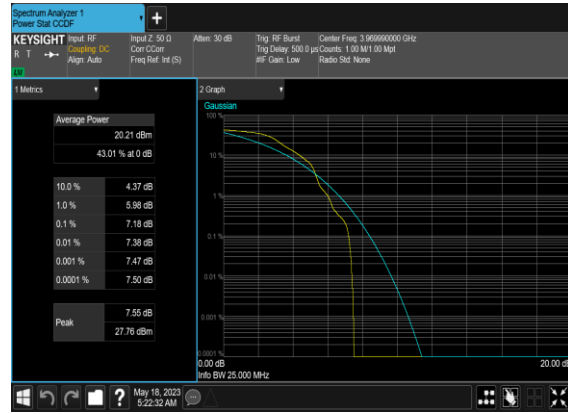 Spectrum Analyzer 1
Power Stat CCDF
+
KEYSIGHT
R T
LXI
Input: RF
Coupling: DC
Align: Auto
Input Z: 50 Ω
Corr CCorr
Freq Ref: Int (S)
Atten: 30 dB
Trig: RF Burst
Trig Delay: 500.0 µs
#IF Gain: Low
Center Freq: 3.969990000 GHz
Counts: 1.00 M/1.00 Mpt
Radio Std: None
1 Metrics
Average Power
20.21 dBm
43.01 % at 0 dB
10.0 % 4.37 dB
1.0 % 5.98 dB
0.1 % 7.18 dB
0.01 % 7.38 dB
0.001 % 7.47 dB
0.0001 % 7.50 dB
Peak
7.55 dB
27.76 dBm
2 Graph
Gaussian
100 %
10 %
1 %
0.1 %
0.01 %
0.001 %
0.0001 %
0.00 dB
20.00 dB
Info BW 25.000 MHz
?
May 18, 2023
5:22:32 AM